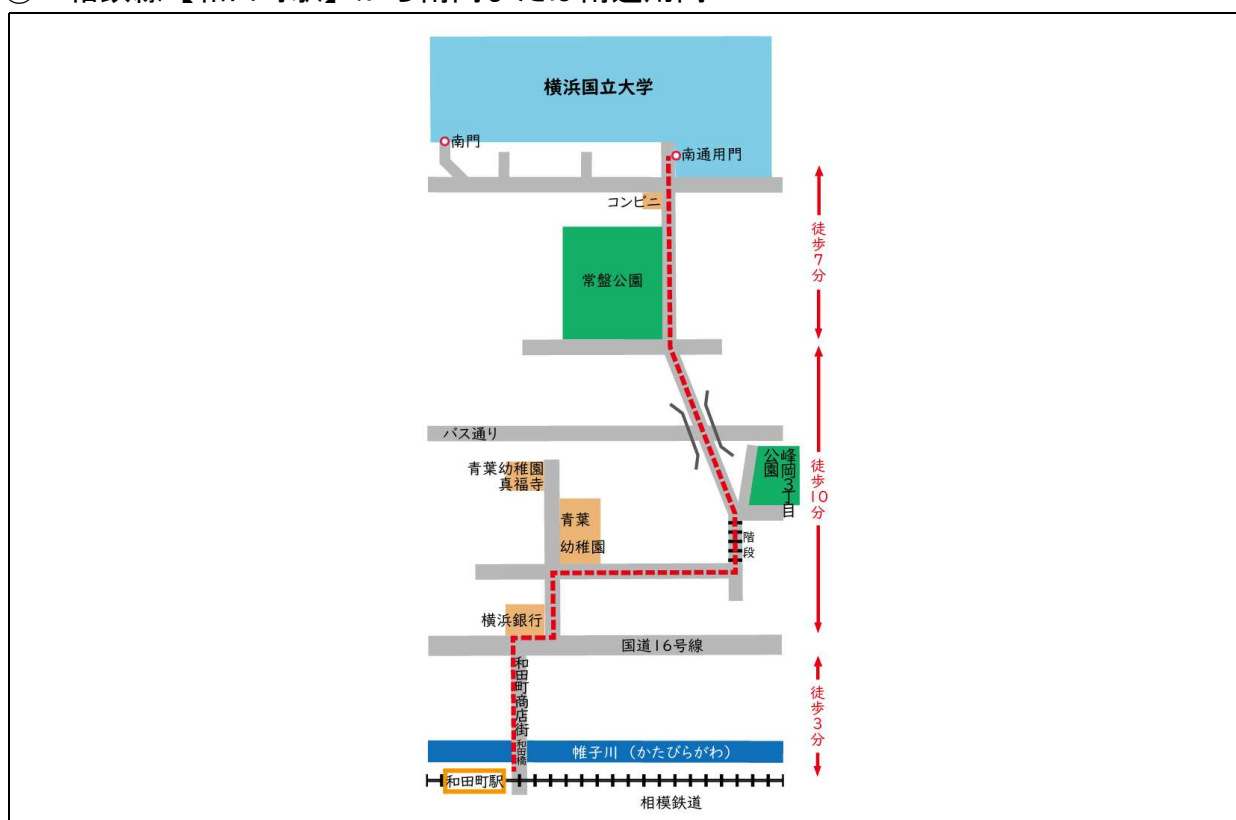 横浜国立大学
南門
南通用門
コンビニ
徒歩7分
常盤公園
バス通り
峰岡3丁目
公園
青葉幼稚園
真福寺
徒歩10分
青葉
幼稚園
階段
横浜銀行
国道16号線
和田町商店街
徒歩3分
和田橋
帷子川(かたびらがわ)
和田町駅
相模鉄道